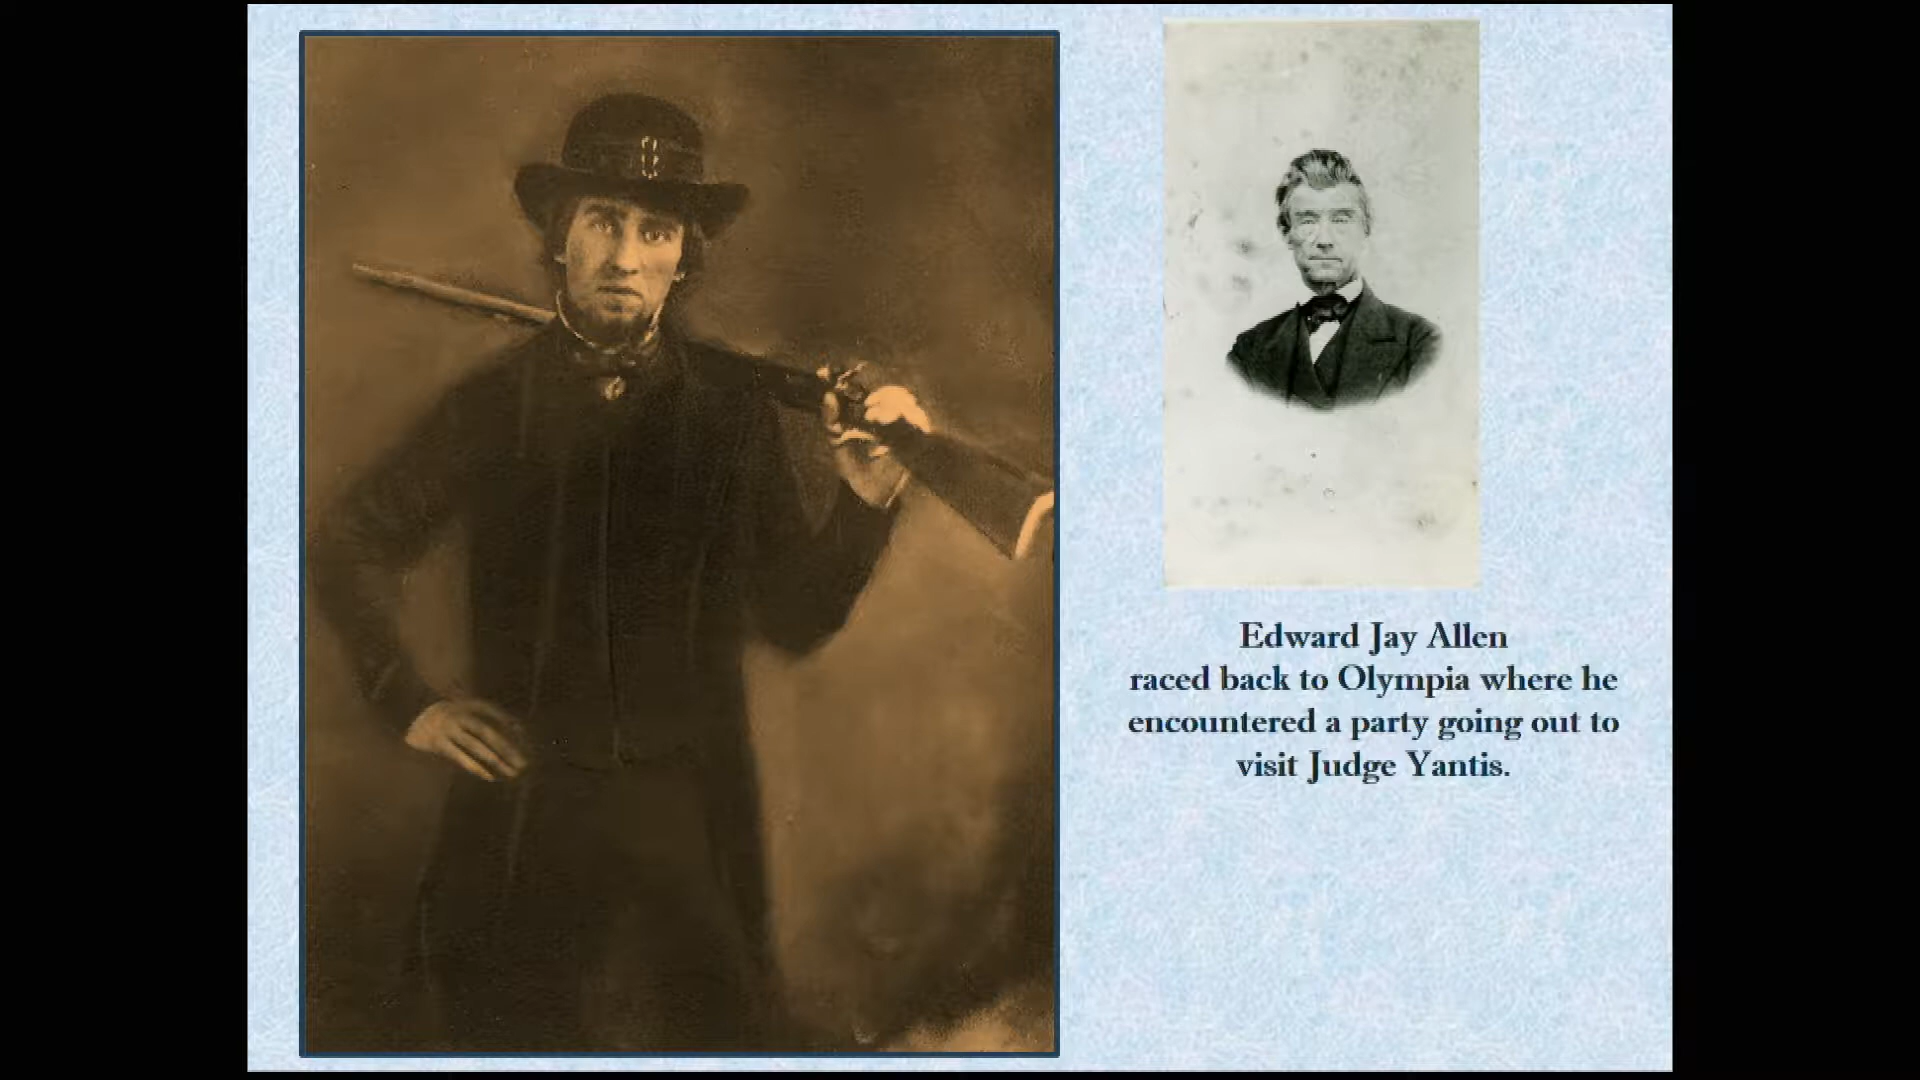 Edward Jay Allen
raced back to Olympia where he
encountered a party going out to
visit Judge Yantis.